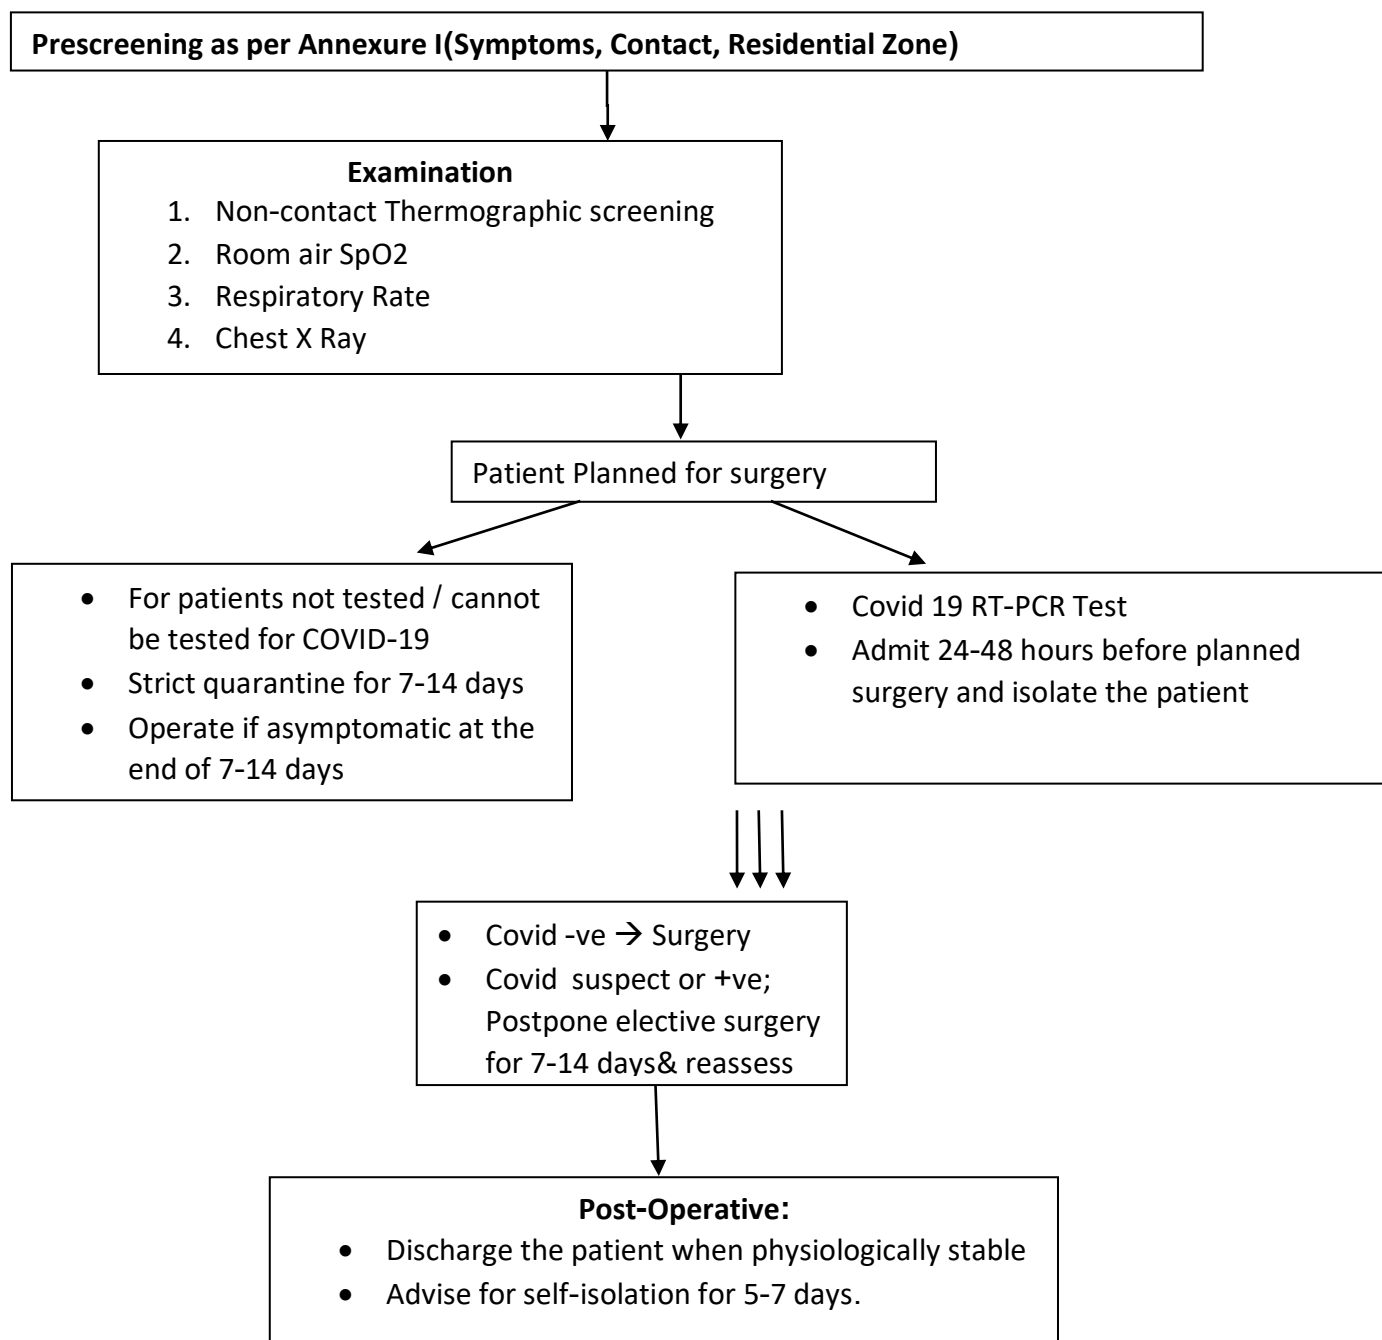 Prescreening as per Annexure I(Symptoms, Contact, Residential Zone)
Examination
1. Non-contact Thermographic screening
2. Room air SpO2
3. Respiratory Rate
4. Chest X Ray
Patient Planned for surgery
• For patients not tested / cannot
be tested for COVID-19
• Strict quarantine for 7-14 days
• Operate if asymptomatic at the
end of 7-14 days
• Covid 19 RT-PCR Test
• Admit 24-48 hours before planned
surgery and isolate the patient
• Covid -ve → Surgery
• Covid suspect or +ve;
Postpone elective surgery
for 7-14 days& reassess
Post-Operative:
• Discharge the patient when physiologically stable
• Advise for self-isolation for 5-7 days.